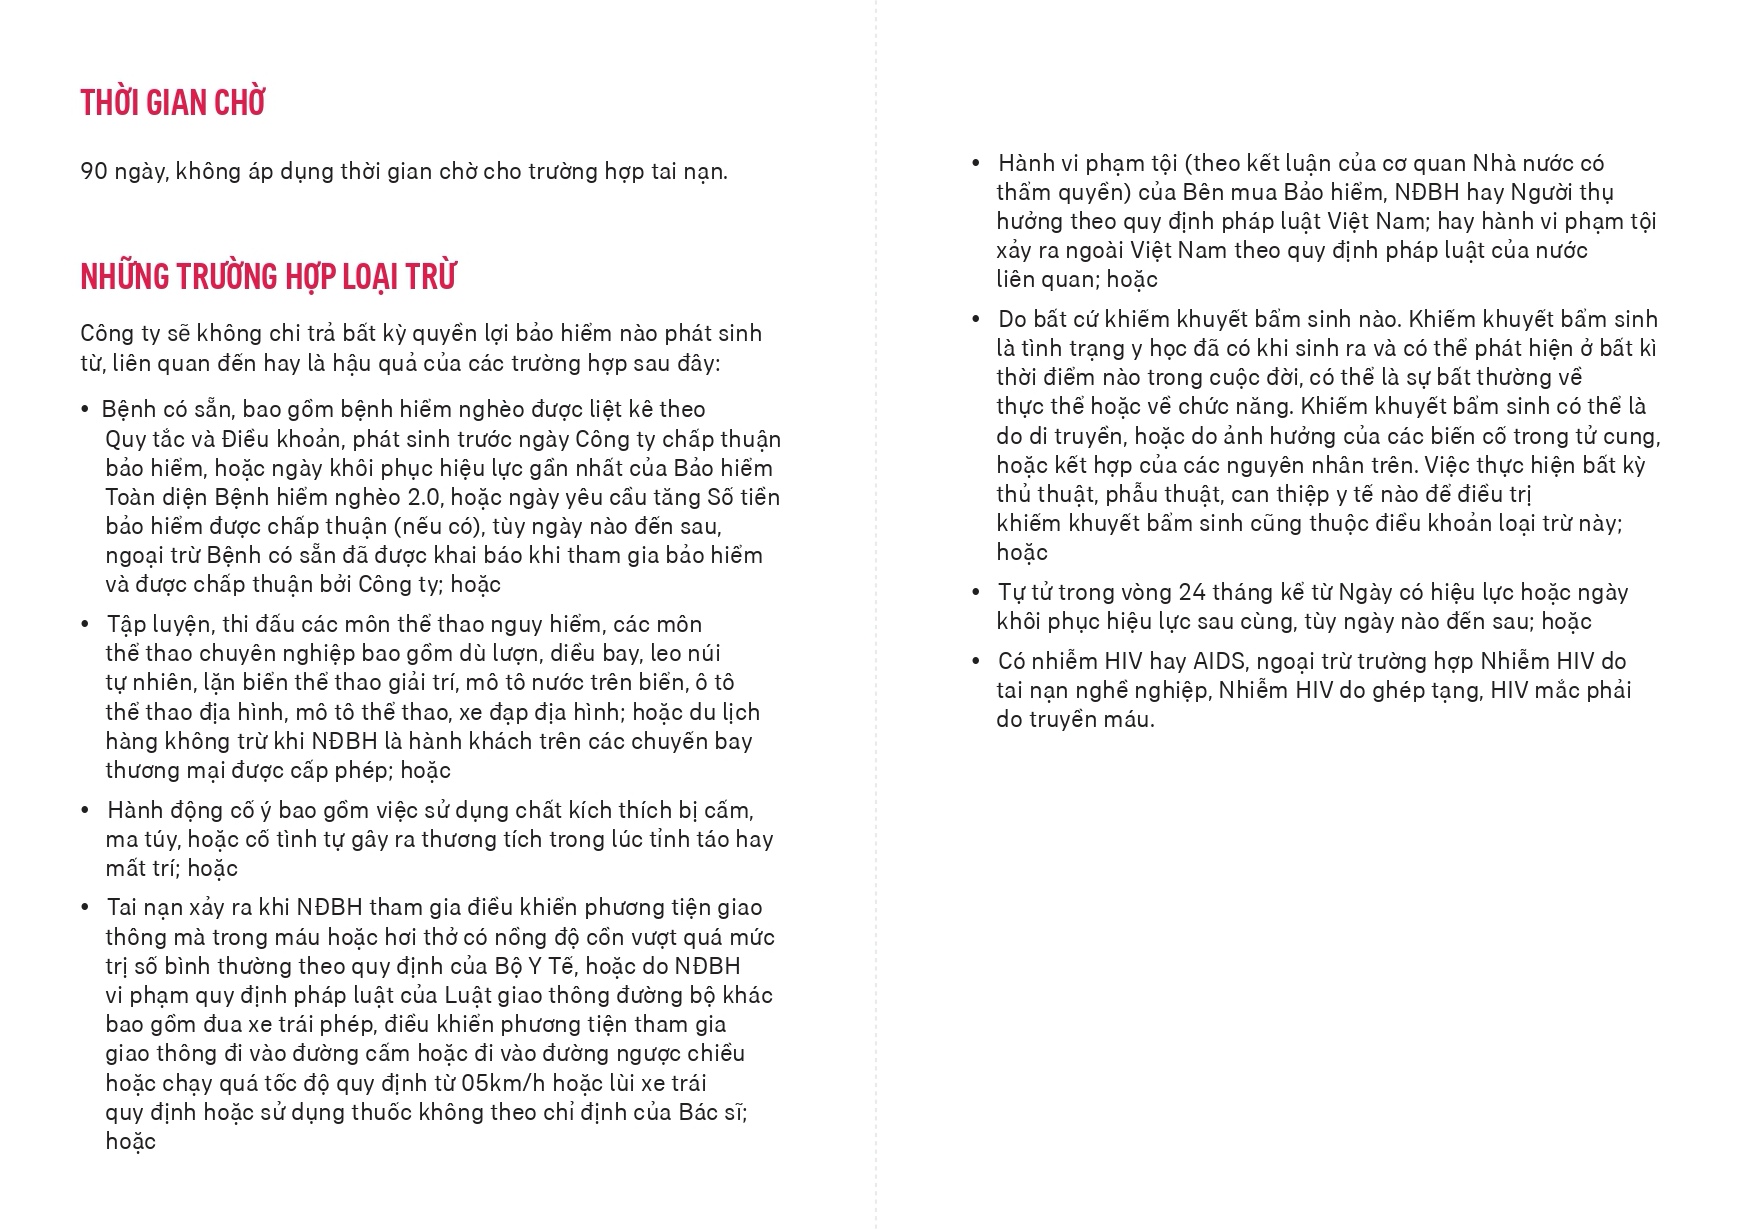 THỜI GIAN CHỜ
90 ngày, không áp dụng thời gian chờ cho trường hợp tai nạn.
NHỮNG TRƯỜNG HỢP LOẠI TRỪ
Công ty sẽ không chi trả bất kỳ quyền lợi bảo hiểm nào phát sinh
từ, liên quan đến hay là hậu quả của các trường hợp sau đây:
• Bệnh có sẵn, bao gồm bệnh hiểm nghèo được liệt kê theo
Quy tắc và Điều khoản, phát sinh trước ngày Công ty chấp thuận
bảo hiểm, hoặc ngày khôi phục hiệu lực gần nhất của Bảo hiểm
Toàn diện Bệnh hiểm nghèo 2.0, hoặc ngày yêu cầu tăng Số tiền
bảo hiểm được chấp thuận (nếu có), tùy ngày nào đến sau,
ngoại trừ Bệnh có sẵn đã được khai báo khi tham gia bảo hiểm
và được chấp thuận bởi Công ty; hoặc
• Tập luyện, thi đấu các môn thể thao nguy hiểm, các môn
thể thao chuyên nghiệp bao gồm dù lượn, diều bay, leo núi
tự nhiên, lặn biển thể thao giải trí, mô tô nước trên biển, ô tô
thể thao địa hình, mô tô thể thao, xe đạp địa hình; hoặc du lịch
hàng không trừ khi NĐBH là hành khách trên các chuyến bay
thương mại được cấp phép; hoặc
• Hành động cố ý bao gồm việc sử dụng chất kích thích bị cấm,
ma túy, hoặc cố tình tự gây ra thương tích trong lúc tỉnh táo hay
mất trí; hoặc
• Tai nạn xảy ra khi NĐBH tham gia điều khiển phương tiện giao
thông mà trong máu hoặc hơi thở có nồng độ cồn vượt quá mức
trị số bình thường theo quy định của Bộ Y Tế, hoặc do NĐBH
vi phạm quy định pháp luật của Luật giao thông đường bộ khác
bao gồm đua xe trái phép, điều khiển phương tiện tham gia
giao thông đi vào đường cấm hoặc đi vào đường ngược chiều
hoặc chạy quá tốc độ quy định từ 05km/h hoặc lùi xe trái
quy định hoặc sử dụng thuốc không theo chỉ định của Bác sĩ;
hoặc
• Hành vi phạm tội (theo kết luận của cơ quan Nhà nước có
thẩm quyền) của Bên mua Bảo hiểm, NĐBH hay Người thụ
hưởng theo quy định pháp luật Việt Nam; hay hành vi phạm tội
xảy ra ngoài Việt Nam theo quy định pháp luật của nước
liên quan; hoặc
• Do bất cứ khiếm khuyết bẩm sinh nào. Khiếm khuyết bẩm sinh
là tình trạng y học đã có khi sinh ra và có thể phát hiện ở bất kì
thời điểm nào trong cuộc đời, có thể là sự bất thường về
thực thể hoặc về chức năng. Khiếm khuyết bẩm sinh có thể là
do di truyền, hoặc do ảnh hưởng của các biến cố trong tử cung,
hoặc kết hợp của các nguyên nhân trên. Việc thực hiện bất kỳ
thủ thuật, phẫu thuật, can thiệp y tế nào để điều trị
khiếm khuyết bẩm sinh cũng thuộc điều khoản loại trừ này;
hoặc
• Tự tử trong vòng 24 tháng kể từ Ngày có hiệu lực hoặc ngày
khôi phục hiệu lực sau cùng, tùy ngày nào đến sau; hoặc
• Có nhiễm HIV hay AIDS, ngoại trừ trường hợp Nhiễm HIV do
tai nạn nghề nghiệp, Nhiễm HIV do ghép tạng, HIV mắc phải
do truyền máu.